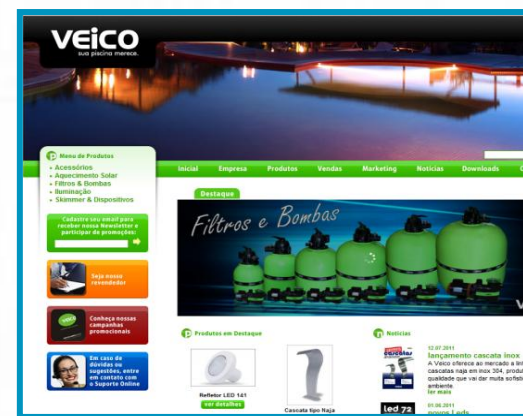 VEiCO
sua piscina merece.
Menu de Produtos
Acessórios
Aquecimento Solar
Filtros & Bombas
Iluminação
Skimmer & Dispositivos
Inicial Empresa Produtos Vendas Marketing Notícias Downloads
Cadastre seu email para
receber nossa Newsletter e
participar de promoções:
Seja nosso
revendedor
Conheça nossas
campanhas
promocionais
Em caso de
dúvidas ou
sugestões, entre
em contato com
o Suporte Online
Destaque
Filtros e Bombas
Produtos em Destaque
Refletor LED 141
ver detalhes
Cascata tipo Naja
Notícias
12.07.2011
lançamento cascata inox
A Veico oferece ao mercado a
cascatas naja em inox 304,
qualidade que vai dar muita
ambiente.
ler mais
cascatas
01.06.2011
novos Leds
led 72